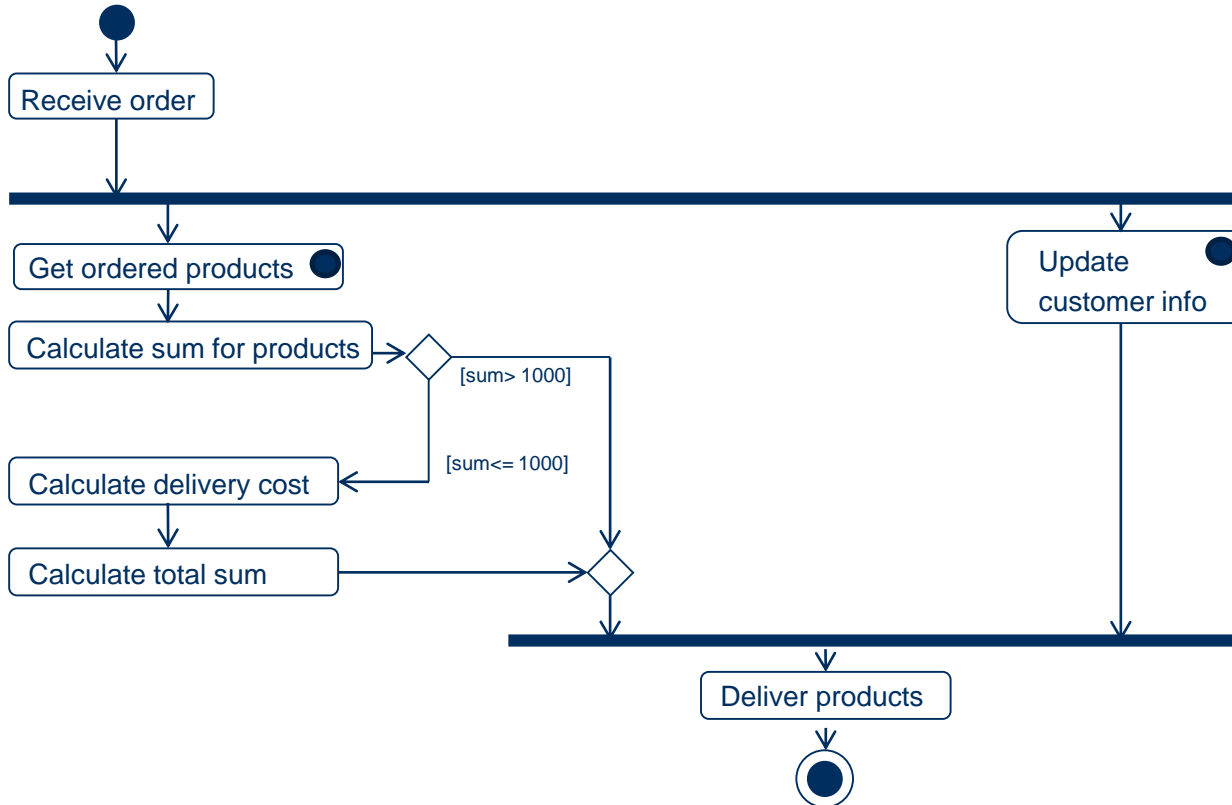 Receive order
Get ordered products
Update
customer info
Calculate sum for products
[sum> 1000]
[sum<= 1000]
Calculate delivery cost
Calculate total sum
Deliver products